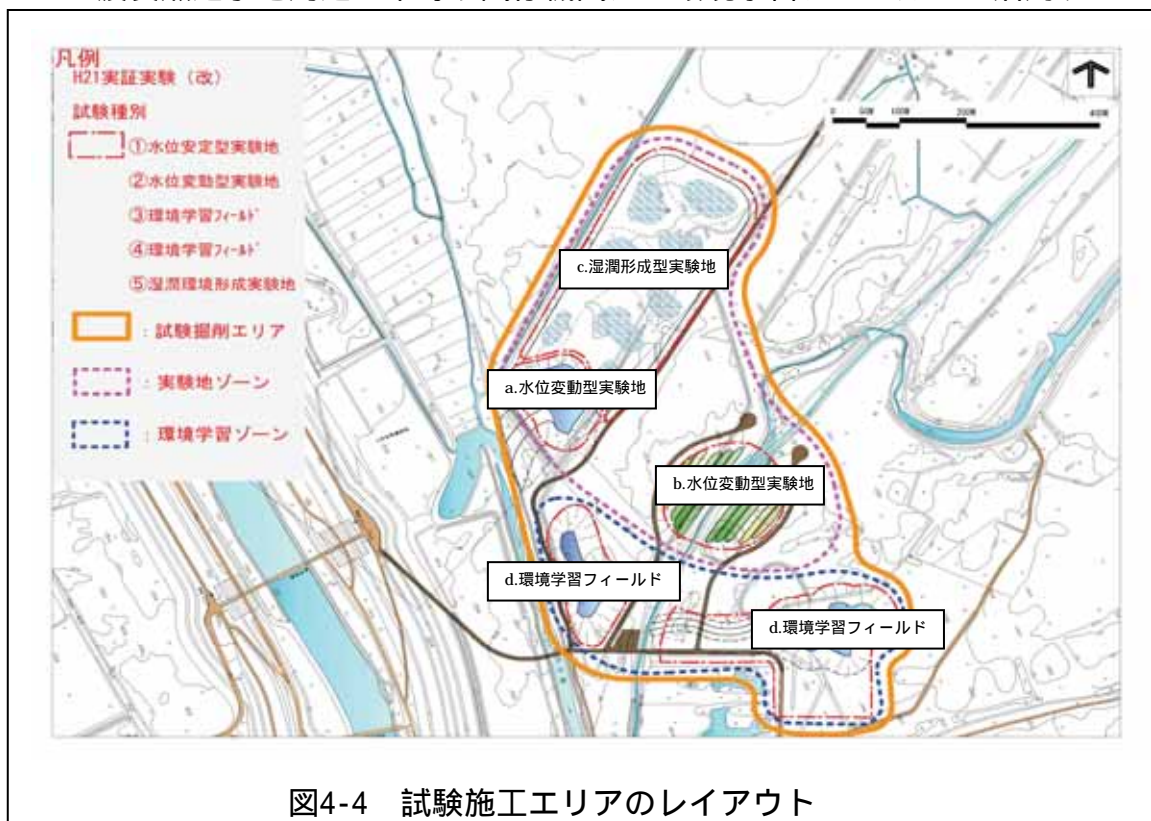 凡例
H21実証実験（改）
試験種別
①水位安定型実験地
②水位変動型実験地
③環境学習ﾌｨｰﾙﾄﾞ
④環境学習ﾌｨｰﾙﾄﾞ
⑤湿潤環境形成実験地
：試験掘削エリア
：実験地ゾーン
：環境学習ゾーン
0 50M 100M 200M 400M
c.湿潤形成型実験地
a.水位変動型実験地
b.水位変動型実験地
d.環境学習フィールド
d.環境学習フィールド
図4-4　試験施工エリアのレイアウト